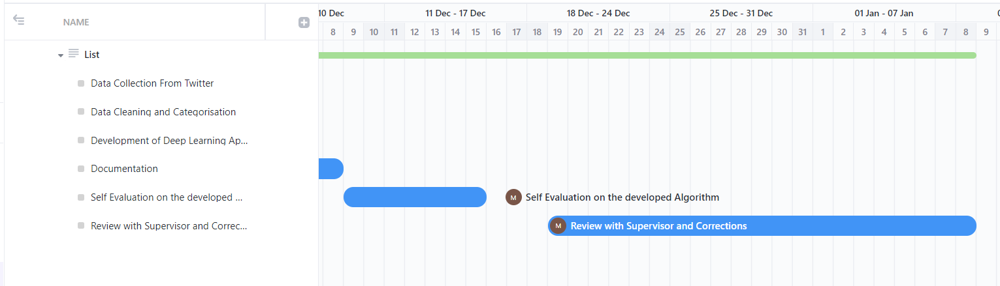 10 Dec 11 Dec - 17 Dec 18 Dec - 24 Dec 25 Dec - 31 Dec 01 Jan - 07 Jan 0
NAME
8 9 10 11 12 13 14 15 16 17 18 19 20 21 22 23 24 25 26 27 28 29 30 31 1 2 3 4 5 6 7 8 9
List
Data Collection From Twitter
Data Cleaning and Categorisation
Development of Deep Learning Ap...
Documentation
Self Evaluation on the developed ... M Self Evaluation on the developed Algorithm
Review with Supervisor and Correc... M Review with Supervisor and Corrections